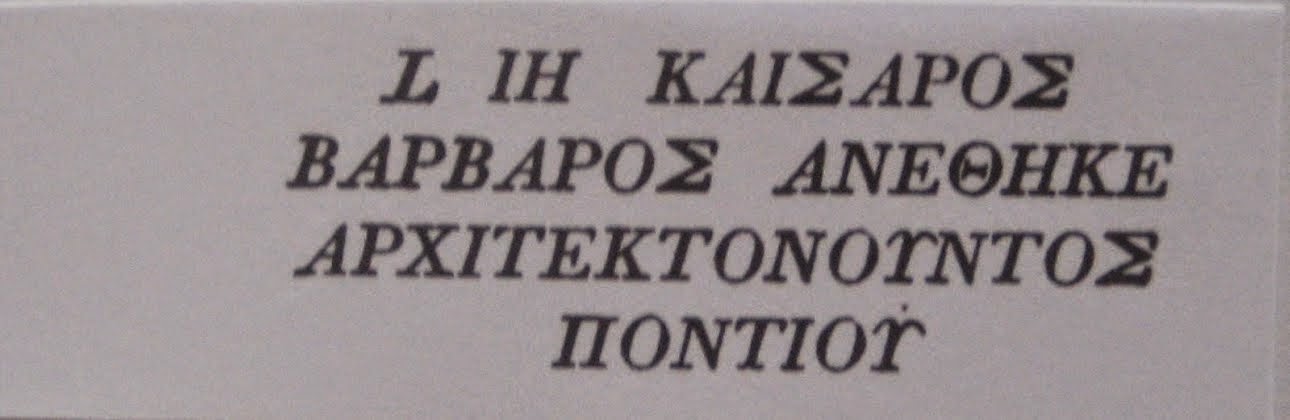 L ΙΗ ΚΑΙΣΑΡΟΣ
ΒΑΡΒΑΡΟΣ ΑΝΕΘΗΚΕ
ΑΡΧΙΤΕΚΤΟΝΟΥΝΤΟΣ
ΠΟΝΤΙΟΥ